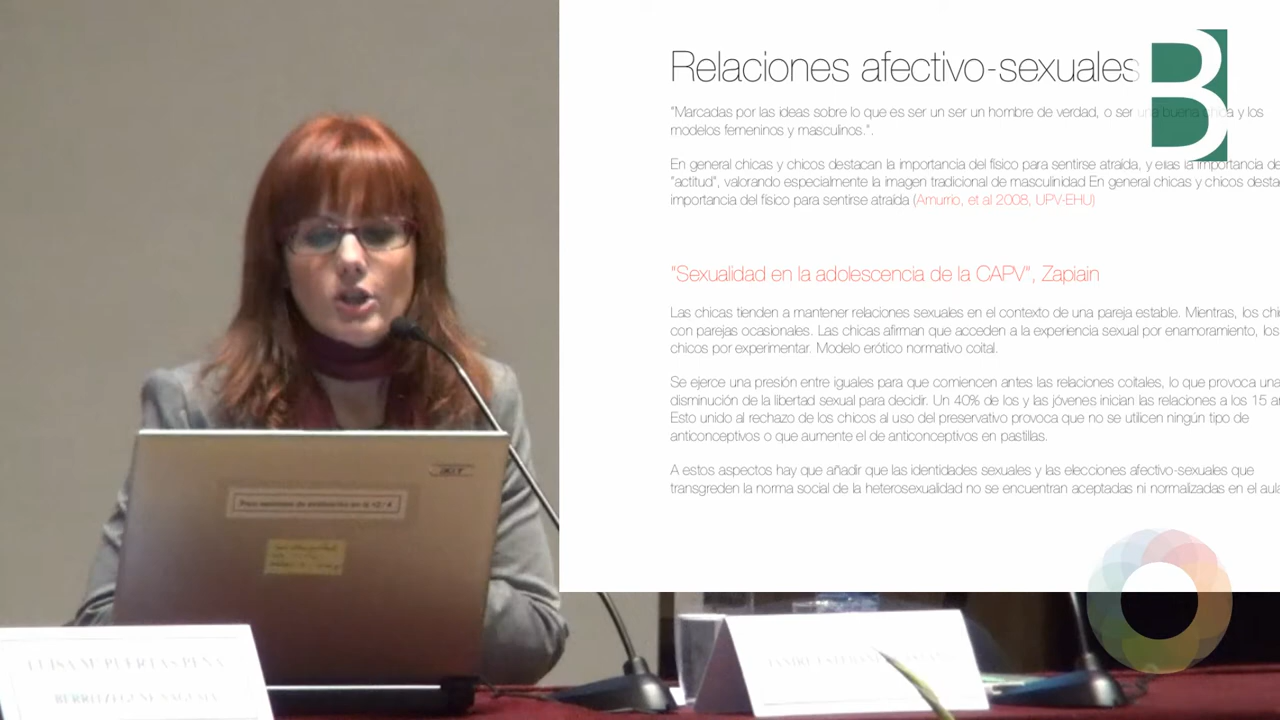 Relaciones afectivo-sexuales
B
"Marcadas por las ideas sobre lo que es ser un ser un hombre de verdad, o ser una buena chica y los
modelos femeninos y masculinos.".
En general chicas y chicos destacan la importancia del fisico para sentirse atraída, y ellas la importancia de
"actitud", valorando especialmente la imagen tradicional de masculinidad En general chicas y chicos desta
importancia del físico para sentirse atraída (Amurrio, et al 2008, UPV-EHU)
"Sexualidad en la adolescencia de la CAPV", Zapiain
Las chicas tienden a mantener relaciones sexuales en el contexto de una pareja estable. Mientras, los chi
con parejas ocasionales. Las chicas afirman que acceden a la experiencia sexual por enamoramiento, los
chicos por experimentar. Modelo erótico normativo coital.
Se ejerce una presión entre iguales para que comiencen antes las relaciones coitales, lo que provoca una
disminución de la libertad sexual para decidir. Un 40% de los y las jóvenes inician las relaciones a los 15 a
Esto unido al rechazo de los chicos al uso del preservativo provoca que no se utilicen ningún tipo de
anticonceptivos o que aumente el de anticonceptivos en pastillas.
A estos aspectos hay que añadir que las identidades sexuales y las elecciones afectivo-sexuales que
transgreden la norma social de la heterosexualidad no se encuentran aceptadas ni normalizadas en el aula
acer
LUISA Mª PUERTAS PEÑA